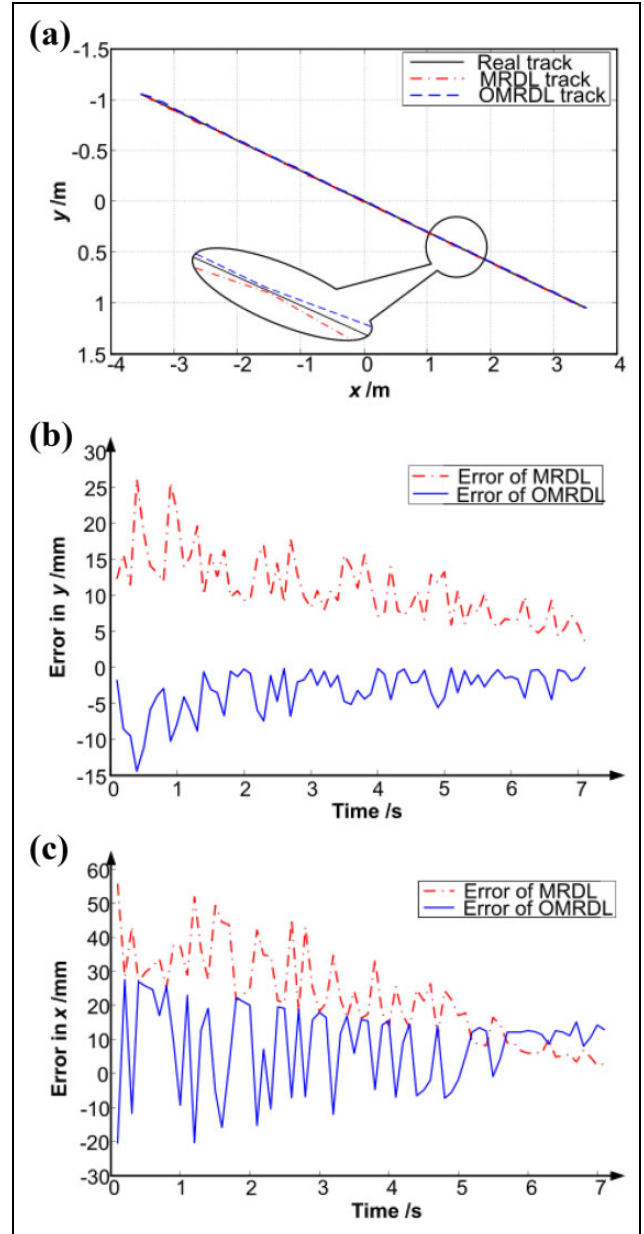 (a)
-1.5
-1
-0.5
0
0.5
1
1.5
y /m
-4 -3 -2 -1 0 1 2 3 4
x /m
Real track
MRDL track
OMRDL track
(b)
30
25
20
15
10
5
0
-5
-10
-15
Error in y /mm
0 1 2 3 4 5 6 7
Time /s
Error of MRDL
Error of OMRDL
(c)
60
50
40
30
20
10
0
-10
-20
-30
Error in x /mm
0 1 2 3 4 5 6 7
Time /s
Error of MRDL
Error of OMRDL